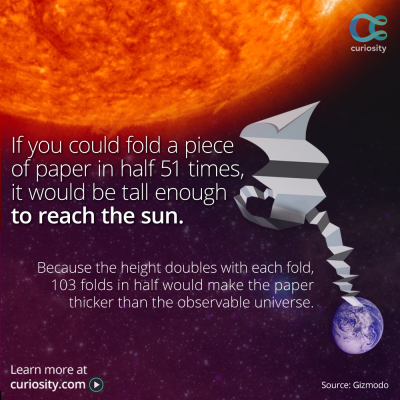 curiosity
If you could fold a piece
of paper in half 51 times,
it would be tall enough
to reach the sun.
Because the height doubles with each fold,
103 folds in half would make the paper
thicker than the observable universe.
Learn more at
curiosity.com
Source: Gizmodo